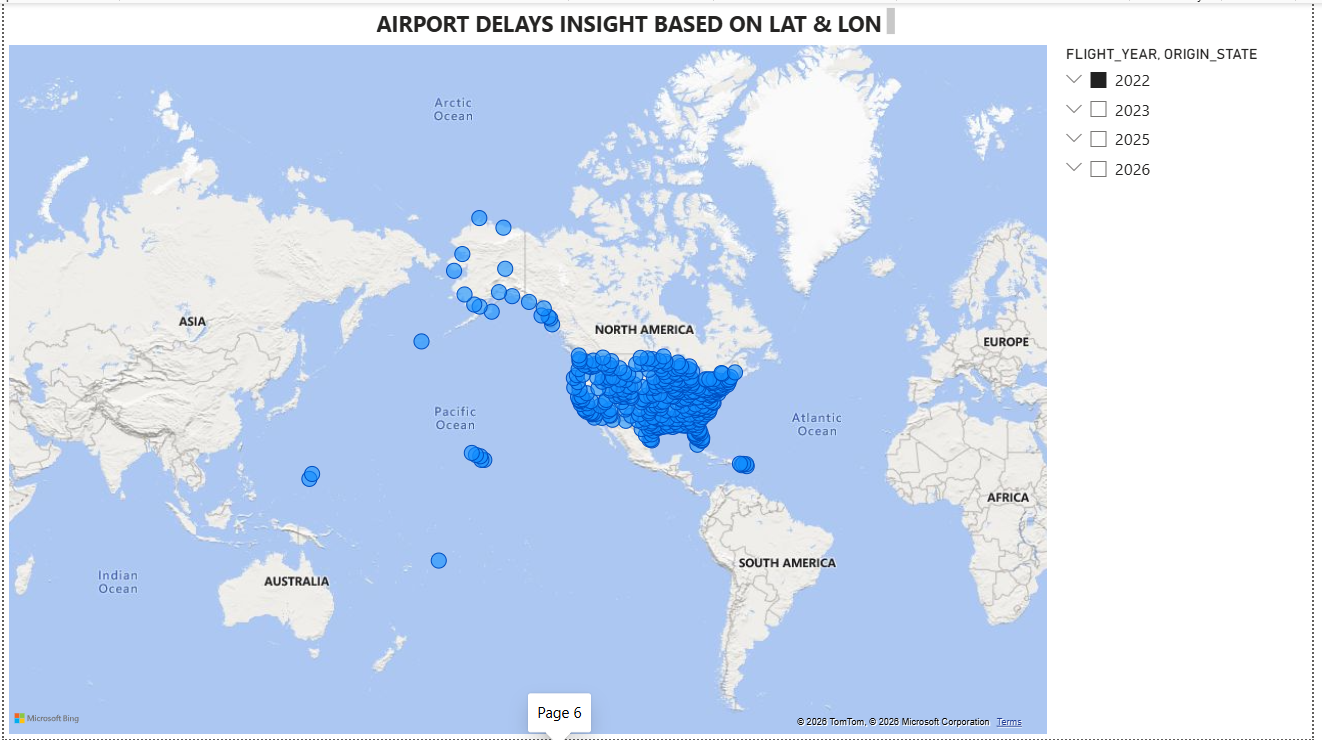 AIRPORT DELAYS INSIGHT BASED ON LAT & LON
FLIGHT_YEAR, ORIGIN_STATE
2022
2023
2025
2026
Arctic
Ocean
ASIA
NORTH AMERICA
EUROPE
Pacific
Ocean
Atlantic
Ocean
AFRICA
SOUTH AMERICA
Indian
Ocean
AUSTRALIA
Microsoft Bing
© 2026 TomTom, © 2026 Microsoft Corporation Terms
Page 6